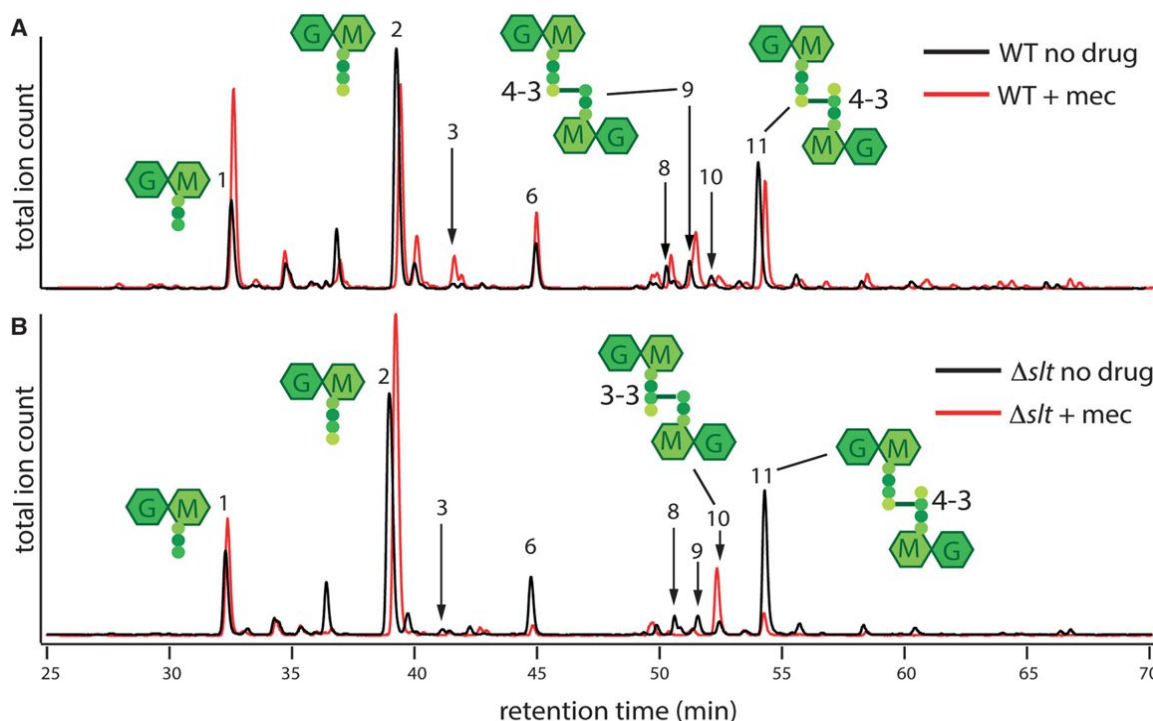 A
total ion count
G M
1
G M
2
3
6
G M
4-3
M G
8
9
10
11
G M
4-3
M G
WT no drug
WT + mec
B
total ion count
G M
1
G M
2
3
6
G M
3-3
M G
8
9
10
11
G M
4-3
M G
Δslt no drug
Δslt + mec
25 30 35 40 45 50 55 60 65 70
retention time (min)